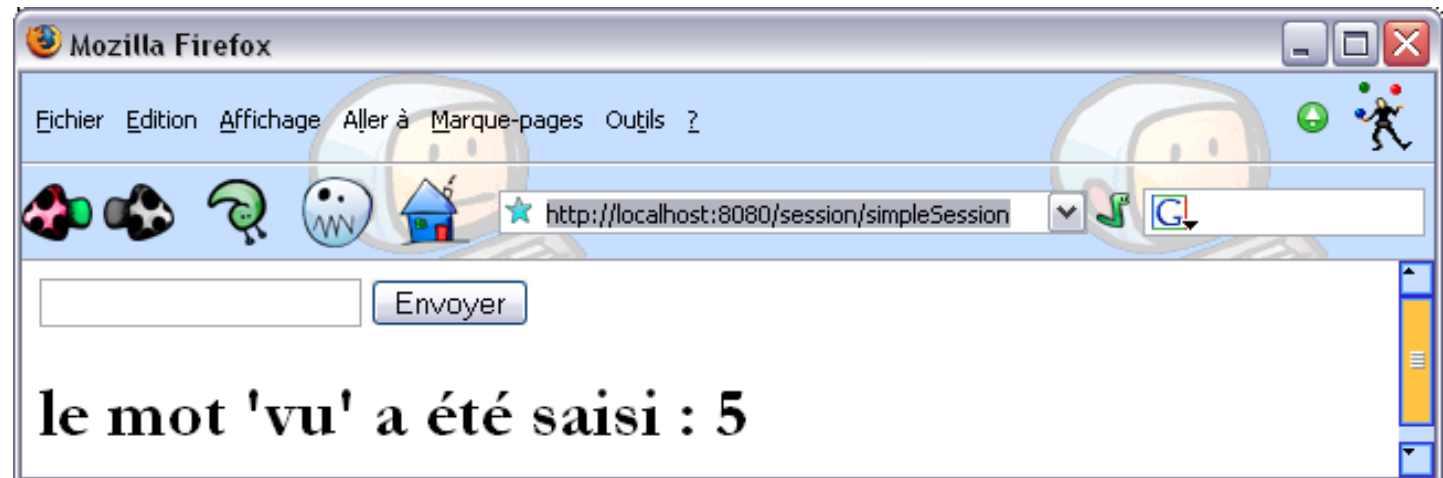 Mozilla Firefox
Fichier Edition Affichage Aller à Marque-pages Outils ?
http://localhost:8080/session/simpleSession G
Envoyer
le mot 'vu' a été saisi : 5